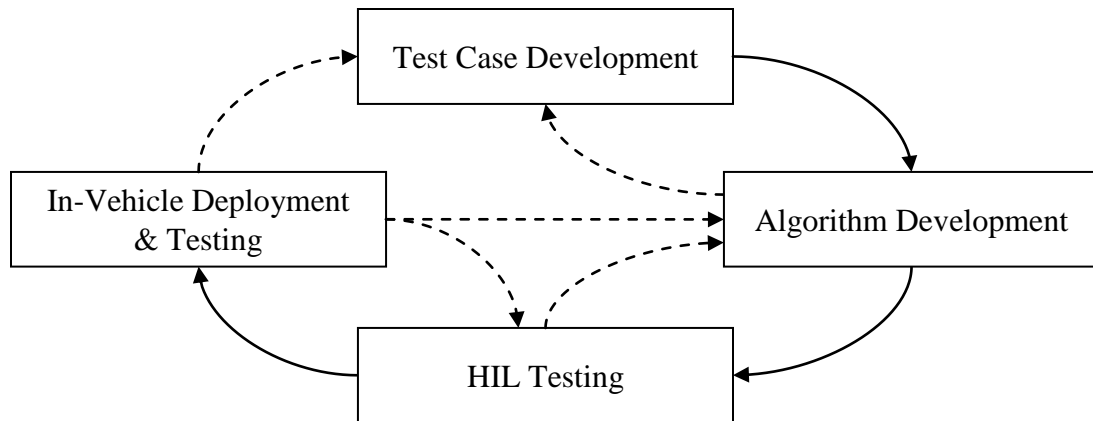 Test Case Development
In-Vehicle Deployment
& Testing
Algorithm Development
HIL Testing